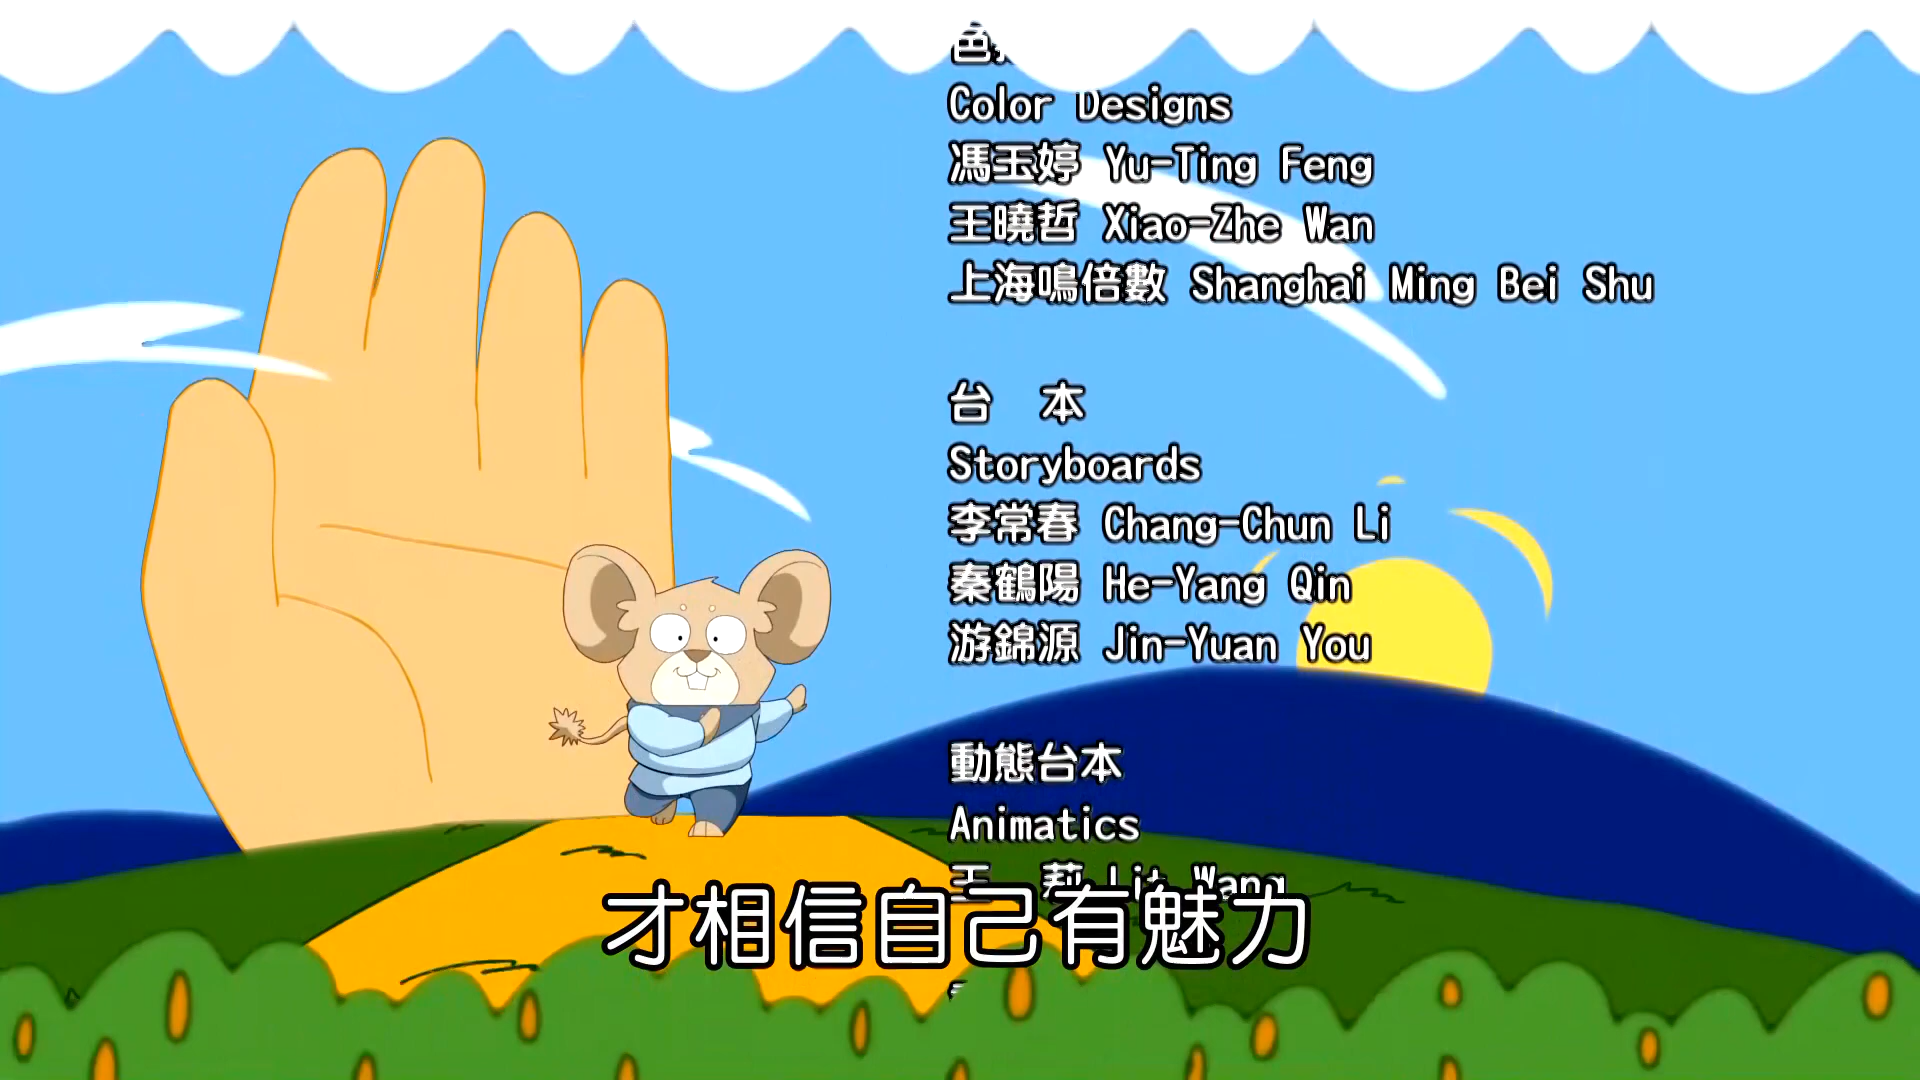 Color Designs
馮玉婷 Yu-Ting Feng
王曉哲 Xiao-Zhe Wan
上海鳴倍數 Shanghai Ming Bei Shu
台 本
Storyboards
李常春 Chang-Chun Li
秦鶴陽 He-Yang Qin
游錦源 Jin-Yuan You
動態台本
Animatics
王 莉 Wang
才相信自己有魅力